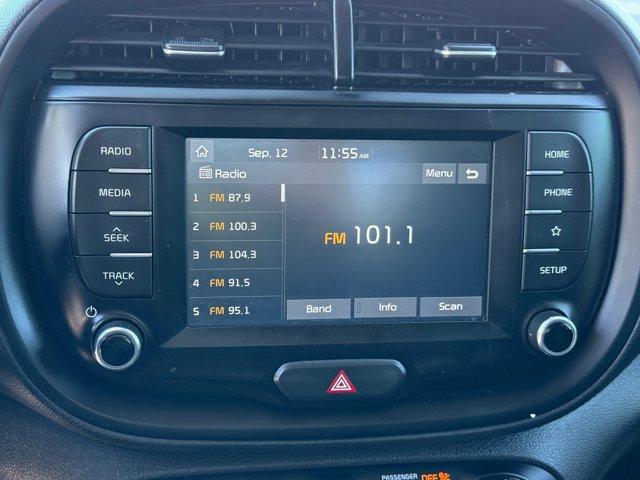 RADIO
MEDIA
SEEK
TRACK
Sep. 12 11:55 AM
Radio Menu
1 FM 87.9
2 FM 100.3
3 FM 104.3
4 FM 91.5
5 FM 95.1
FM 101.1
Band Info Scan
HOME
PHONE
SETUP
PASSENGER OFF